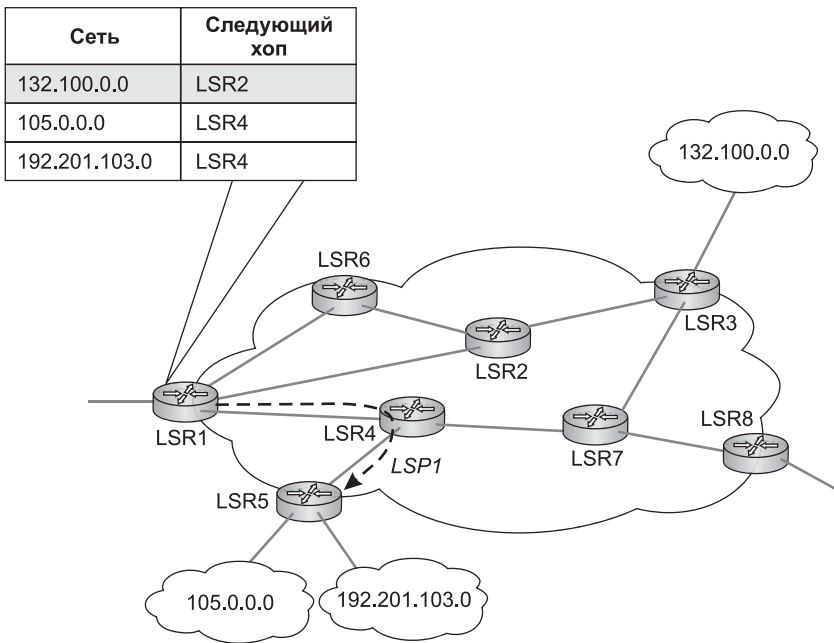 Сеть
Следующий
хоп
132.100.0.0
LSR2
105.0.0.0
LSR4
192.201.103.0
LSR4
132.100.0.0
LSR6
LSR3
LSR2
LSR8
LSR1
LSR4
LSR7
LSP1
LSR5
105.0.0.0
192.201.103.0